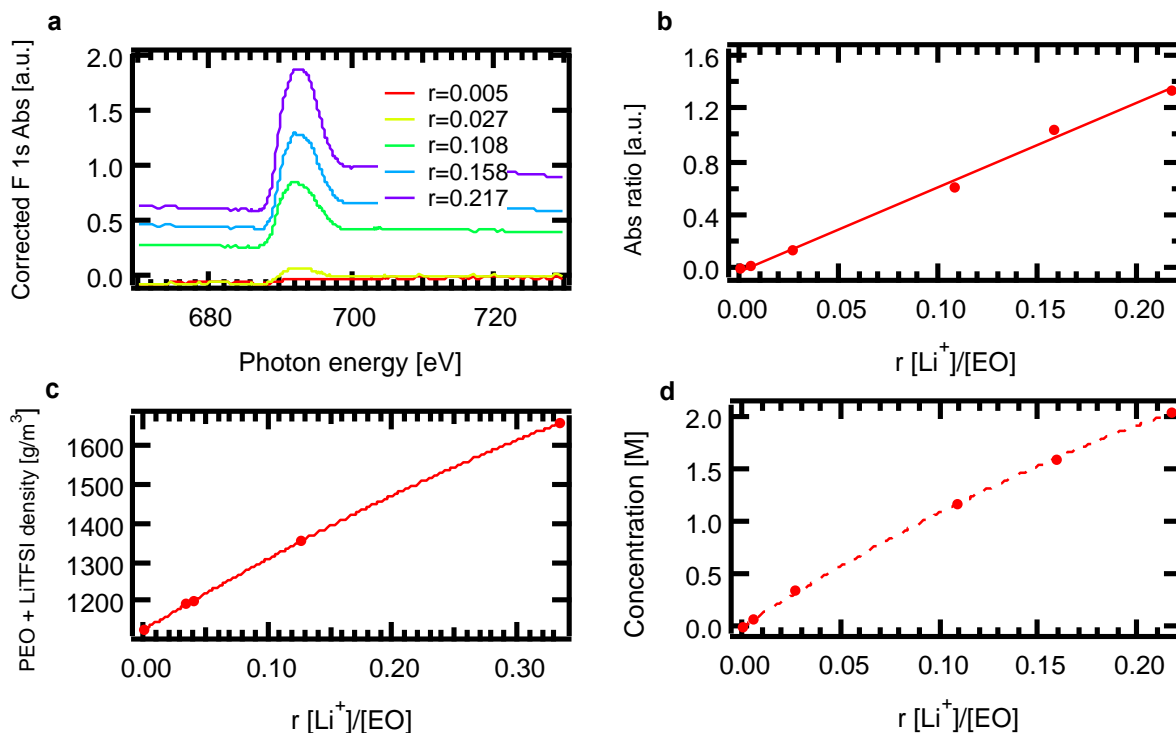 a
Corrected F 1s Abs [a.u.]
2.0
1.5
1.0
0.5
0.0
r=0.005
r=0.027
r=0.108
r=0.158
r=0.217
680
700
720
Photon energy [eV]
b
Abs ratio [a.u.]
1.6
1.2
0.8
0.4
0.0
0.00
0.05
0.10
0.15
0.20
r [Li⁺]/[EO]
c
PEO + LiTFSI density [g/m³]
1600
1500
1400
1300
1200
0.00
0.10
0.20
0.30
r [Li⁺]/[EO]
d
Concentration [M]
2.0
1.5
1.0
0.5
0.0
0.00
0.05
0.10
0.15
0.20
r [Li⁺]/[EO]